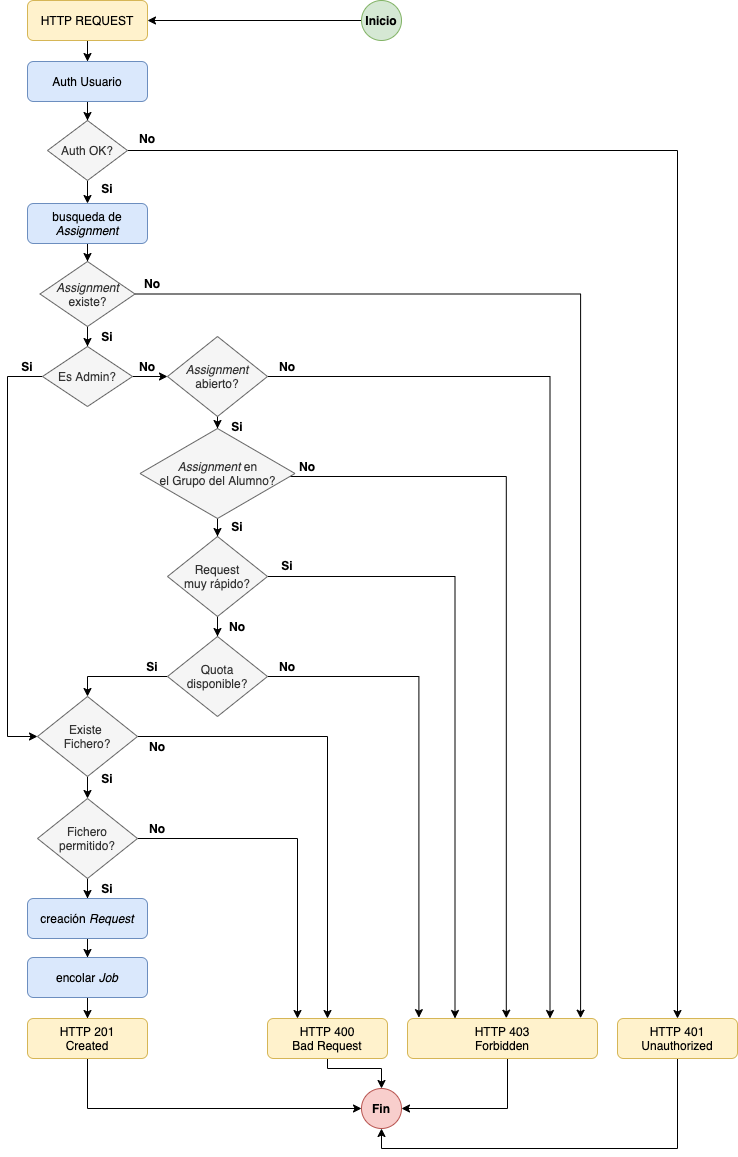 HTTP REQUEST
Inicio
Auth Usuario
No
Auth OK?
Si
busqueda de
Assignment
No
Assignment
existe?
Si
Si
Es Admin?
No
Assignment
abierto?
No
Si
Assignment en
el Grupo del Alumno?
No
Si
Request
muy rápido?
Si
No
Si
Quota
disponible?
No
Existe
Fichero?
No
Si
Fichero
permitido?
No
Si
creación Request
encolar Job
HTTP 201
Created
HTTP 400
Bad Request
HTTP 403
Forbidden
HTTP 401
Unauthorized
Fin